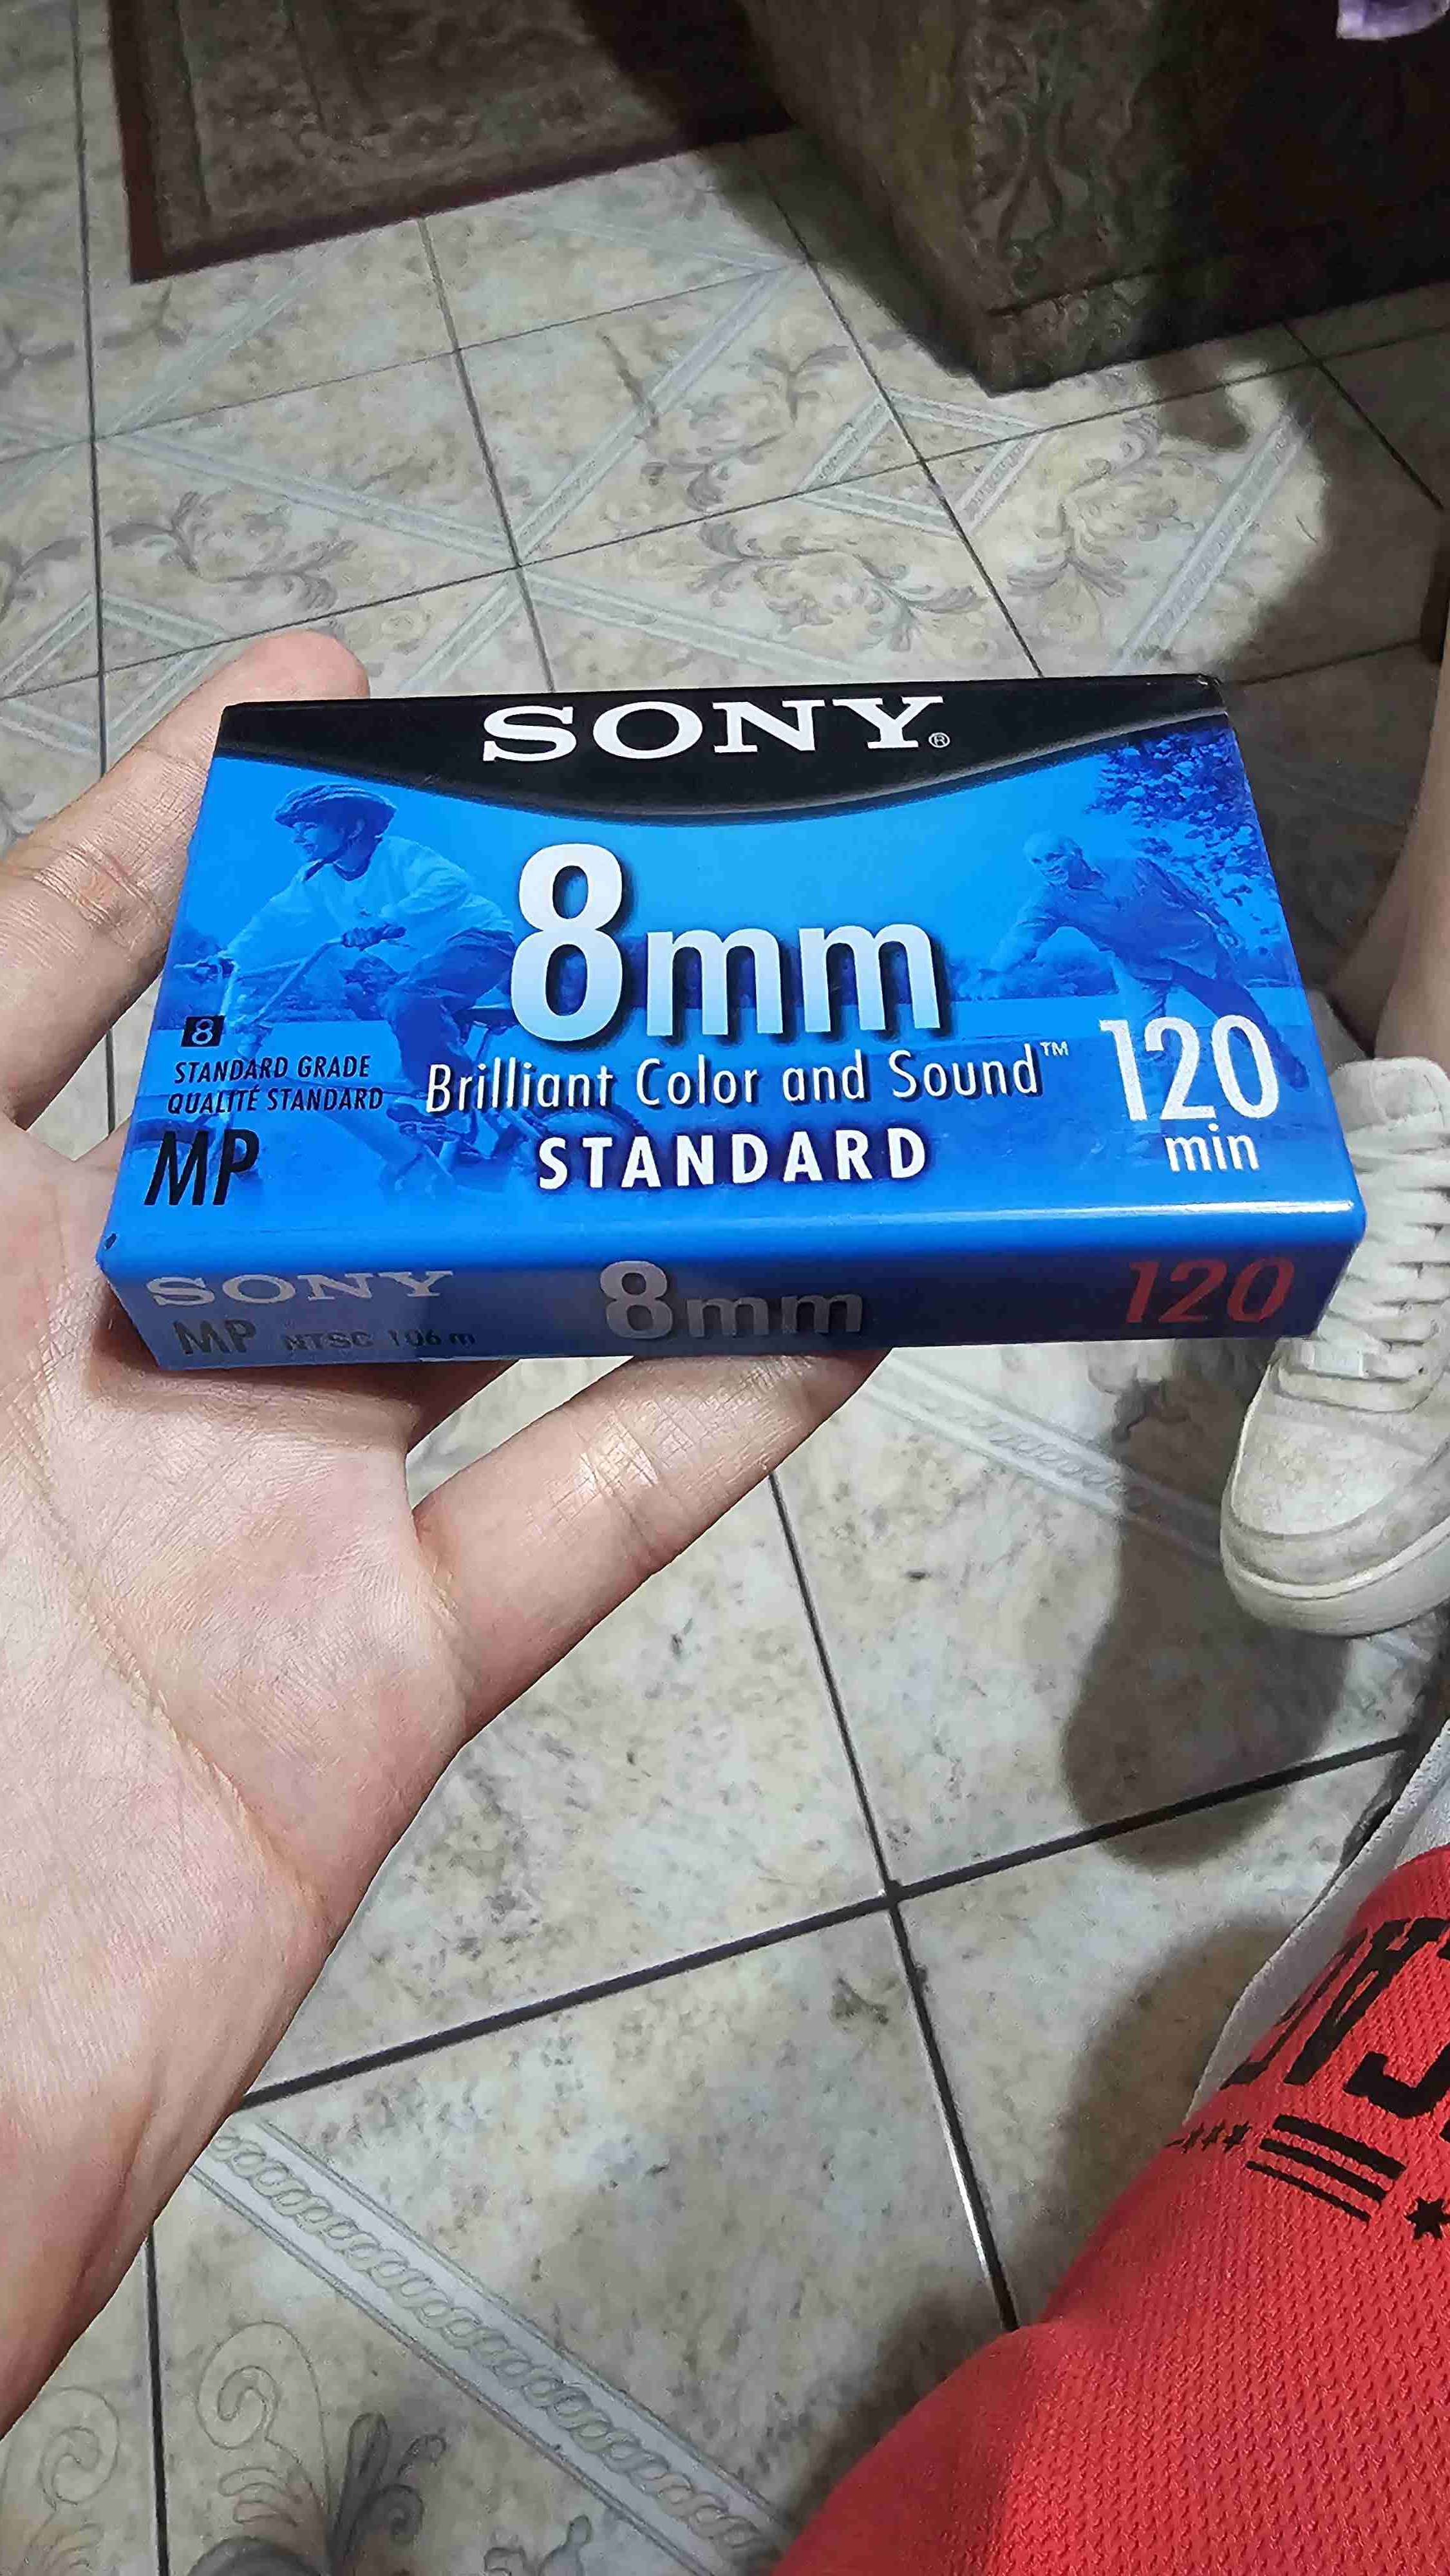 SONY®
8mm
8
STANDARD GRADE
QUALITÉ STANDARD
MP
Brilliant Color and Sound™
STANDARD
120
min
SONY 8mm 120
MP NTSC 106 m